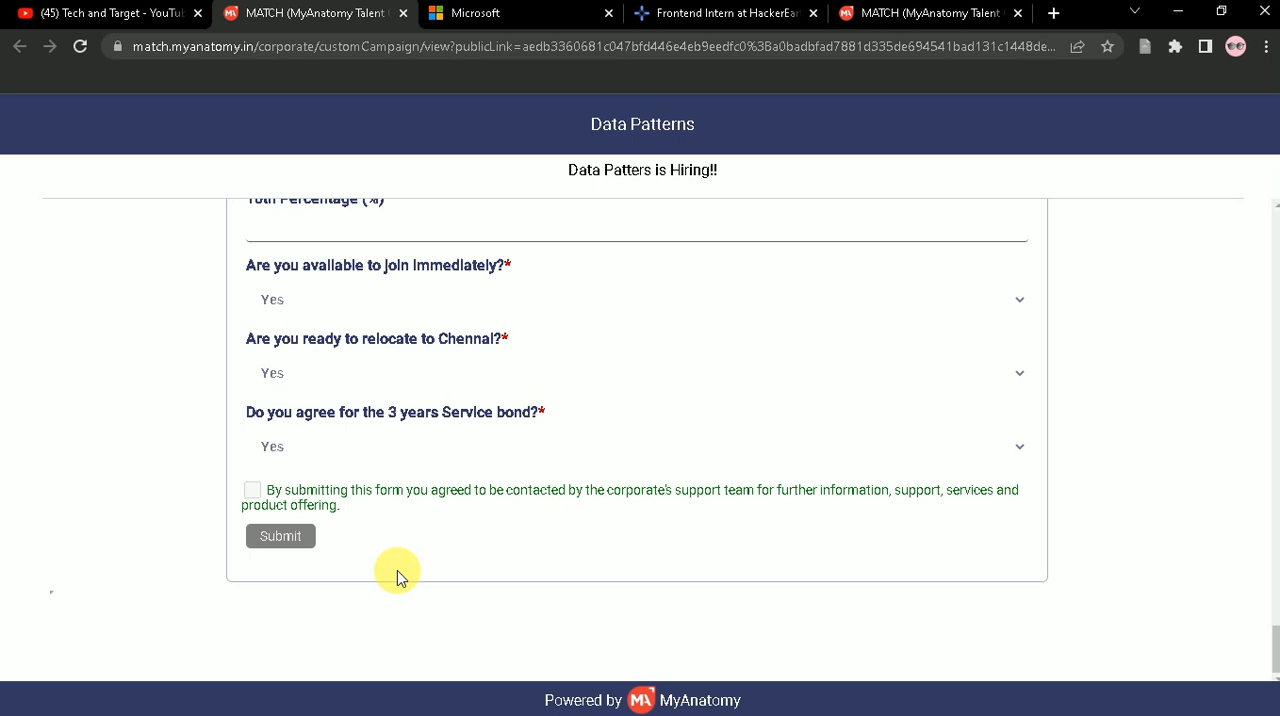 (45) Tech and Target - YouTu
MATCH (MyAnatomy Talent
Microsoft
Frontend Intern at HackerEar
MATCH (MyAnatomy Talent
match.myanatomy.in/corporate/customCampaign/view?publicLink=aedb3360681c047bfd446e4eb9eedfc0%3Ba0badbfad7881d335de694541bad131c1448de...
Data Patterns
Data Patters is Hiring!!
Percentage (%)
Are you available to join immediately?*
Yes
Are you ready to relocate to Chennai?*
Yes
Do you agree for the 3 years Service bond?*
Yes
By submitting this form you agreed to be contacted by the corporate's support team for further information, support, services and
product offering.
Submit
Powered by MA MyAnatomy